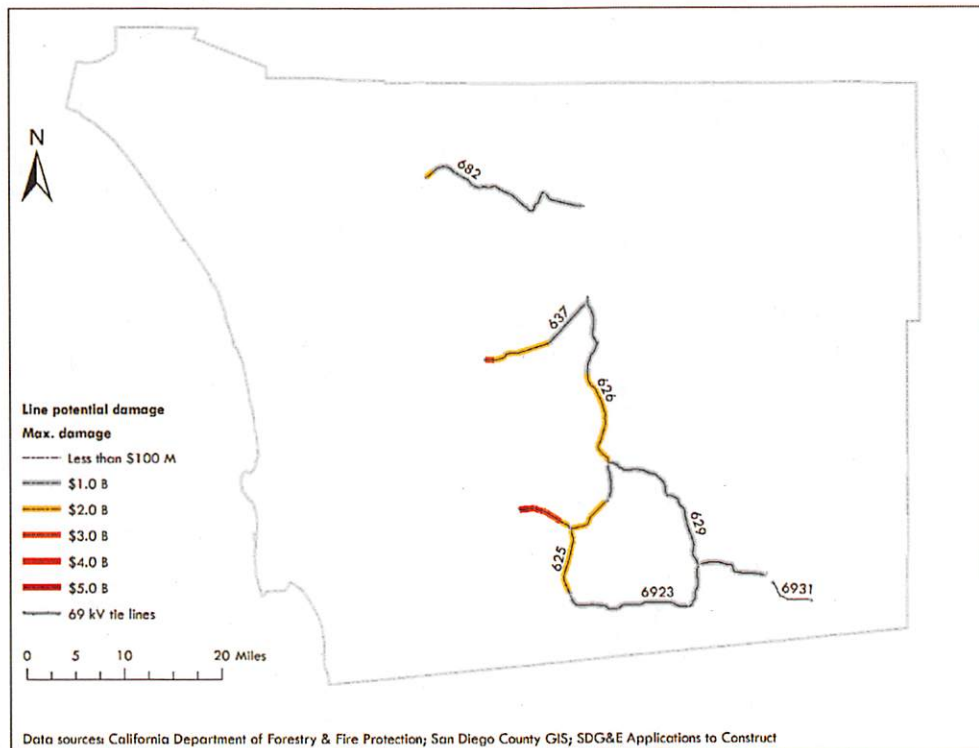 N
682
637
626
629
625
6923
6931
Line potential damage
Max. damage
Less than $100 M
$1.0 B
$2.0 B
$3.0 B
$4.0 B
$5.0 B
69 kV tie lines
0 5 10 20 Miles
Data sources: California Department of Forestry & Fire Protection; San Diego County GIS; SDG&E Applications to Construct